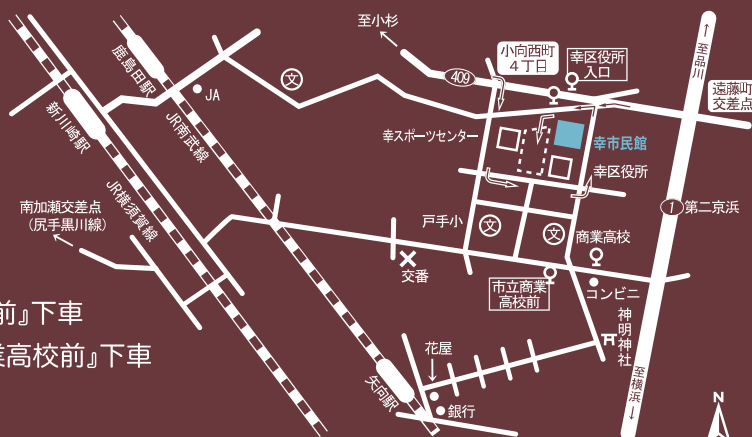 至小杉
小向西町
4丁目
幸区役所
入口
至品川
遠藤町
交差点
鹿島田駅
409
文
JA
新川崎駅
JR南武線
幸スポーツセンター
幸市民館
幸区役所
JR横須賀線
南加瀬交差点
(尻手黒川線)
戸手小
文
文
商業高校
1
第二京浜
交番
市立商業
高校前
コンビニ
前』下車
神明神社
業高校前』下車
花屋
至横浜
矢向駅
銀行
N